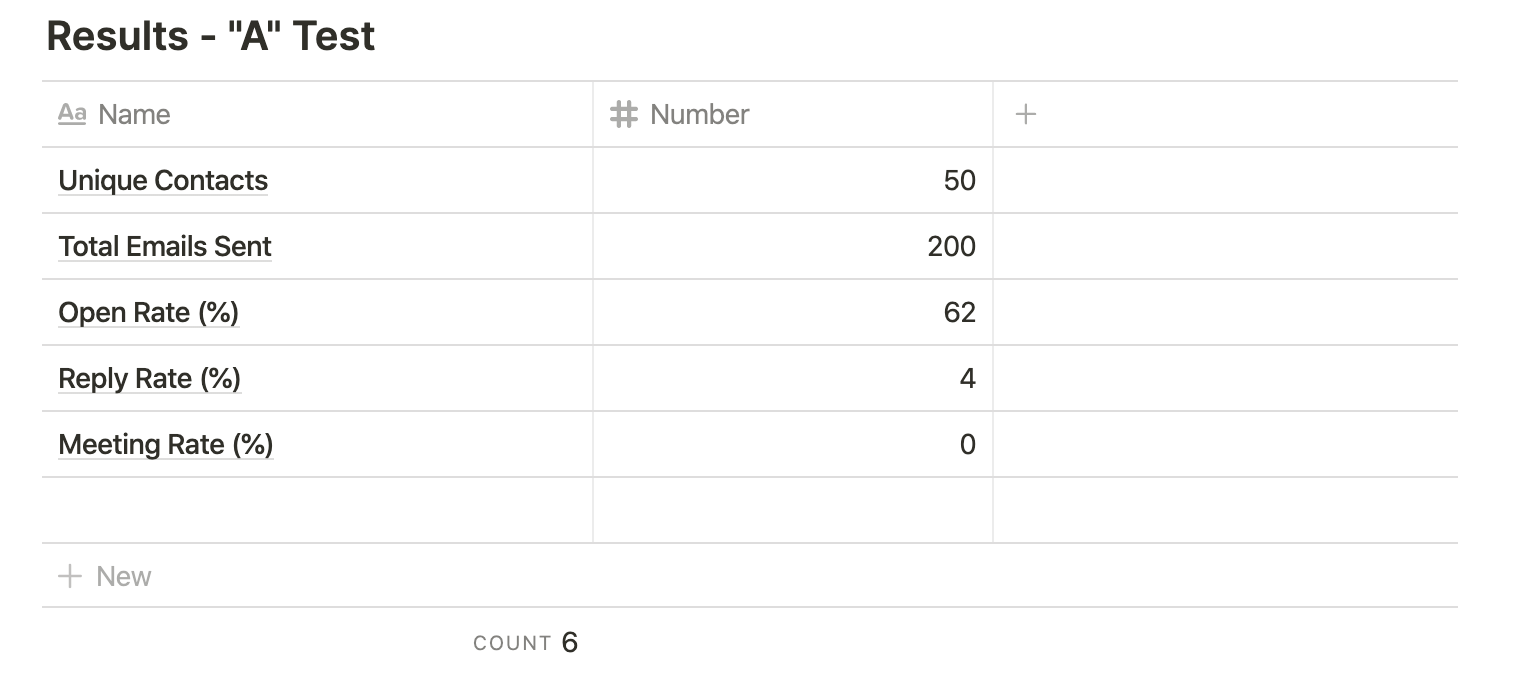 Results - "A" Test
Aa Name # Number +
Unique Contacts 50
Total Emails Sent 200
Open Rate (%) 62
Reply Rate (%) 4
Meeting Rate (%) 0
+ New
COUNT 6